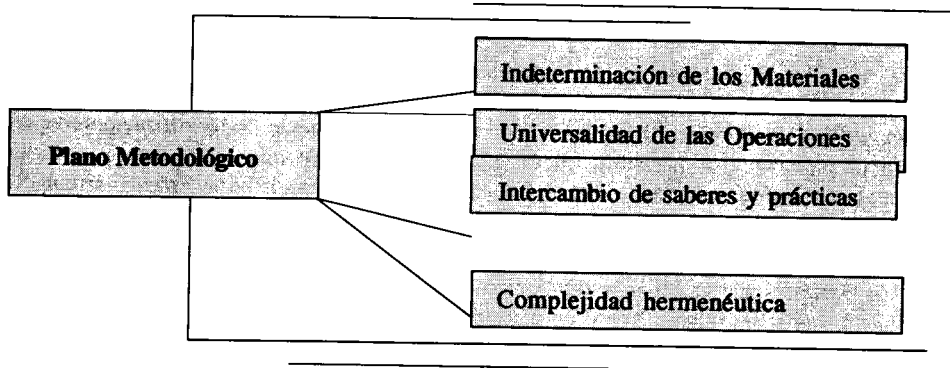 Plano Metodológico
Indeterminación de los Materiales
Universalidad de las Operaciones
Intercambio de saberes y prácticas
Complejidad hermenéutica